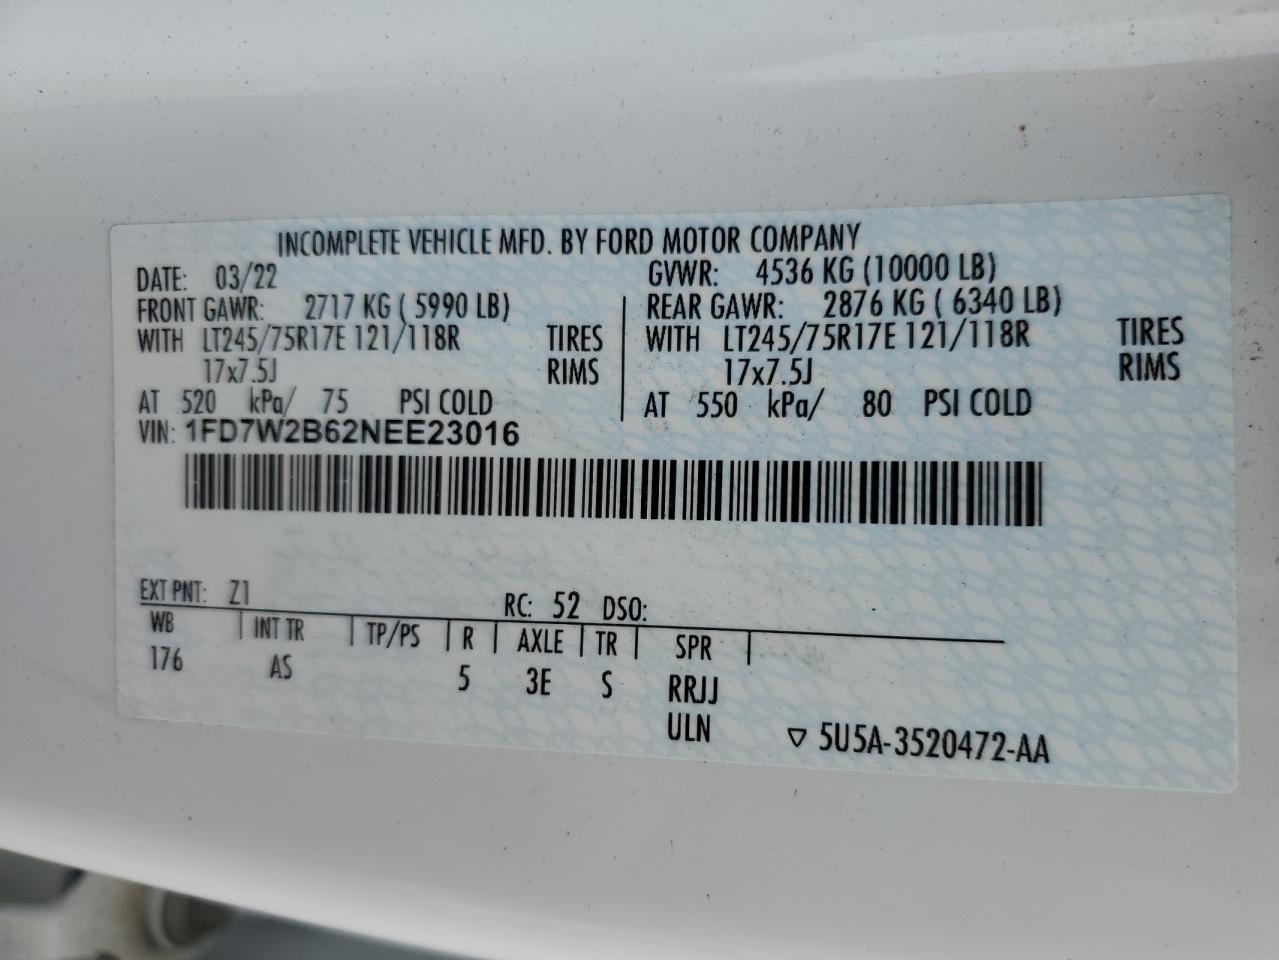 INCOMPLETE VEHICLE MFD. BY FORD MOTOR COMPANY
DATE: 03/22 GVWR: 4536 KG (10000 LB)
FRONT GAWR: 2717 KG ( 5990 LB) REAR GAWR: 2876 KG ( 6340 LB)
WITH LT245/75R17E 121/118R TIRES WITH LT245/75R17E 121/118R TIRES
17x7.5J RIMS 17x7.5J RIMS
AT 520 kPa/ 75 PSI COLD AT 550 kPa/ 80 PSI COLD
VIN: 1FD7W2B62NEE23016
EXT PNT: Z1 RC: 52 DSO:
WB INT TR TP/PS R AXLE TR SPR
176 AS 5 3E S RRJJ
ULN ▽ 5U5A-3520472-AA